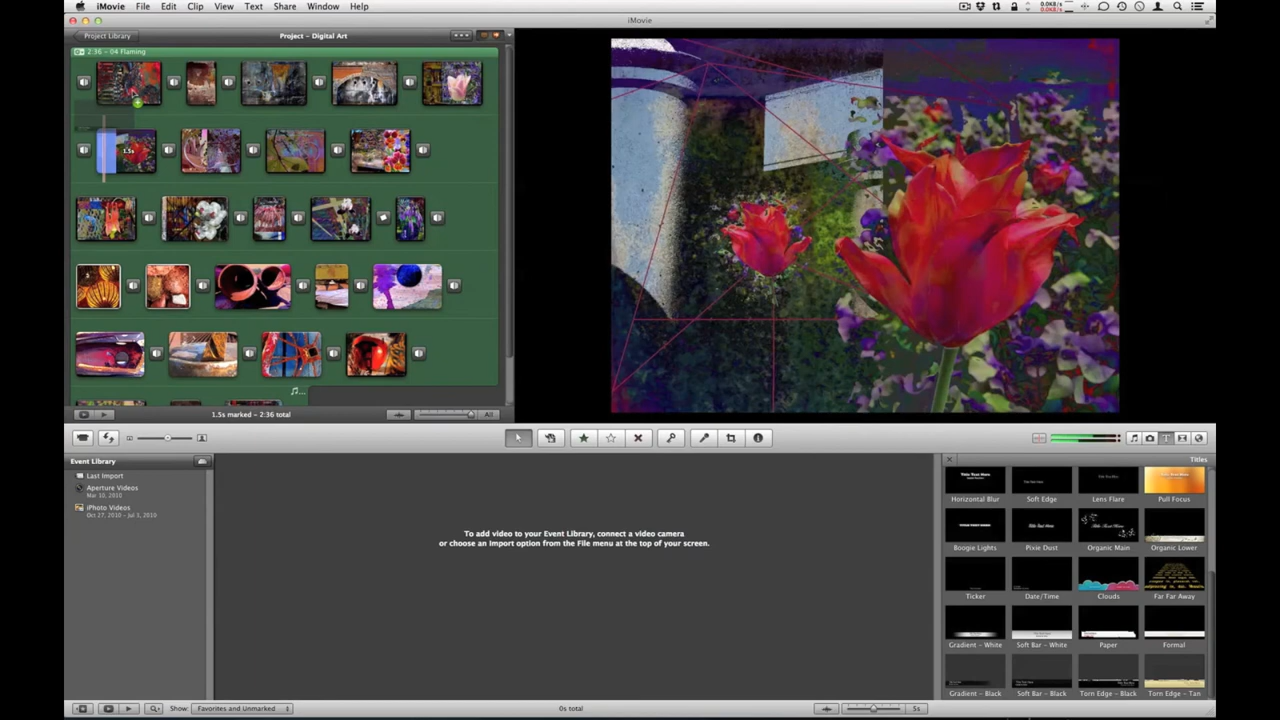 iMovie File Edit Clip View Text Share Window Help
iMovie
Project Library
Project - Digital Art
2:36 - 04 Flaming
1.5s
1.5s marked - 2:36 total
All
Event Library
Last Import
Aperture Videos
Mar 30, 2010
iPhoto Videos
Oct 27, 2010 - Jul 3, 2010
To add video to your Event Library, connect a video camera
or choose an Import option from the File menu at the top of your screen.
Titles
Horizontal Blur Soft Edge Lens Flare Pull Focus
Boogie Lights Pixie Dust Organic Main Organic Lower
Ticker Date/Time Clouds Far Far Away
Gradient - White Soft Bar - White Paper Formal
Gradient - Black Soft Bar - Black Torn Edge - Black Torn Edge - Tan
Show: Favorites and Unmarked
0s total
5s